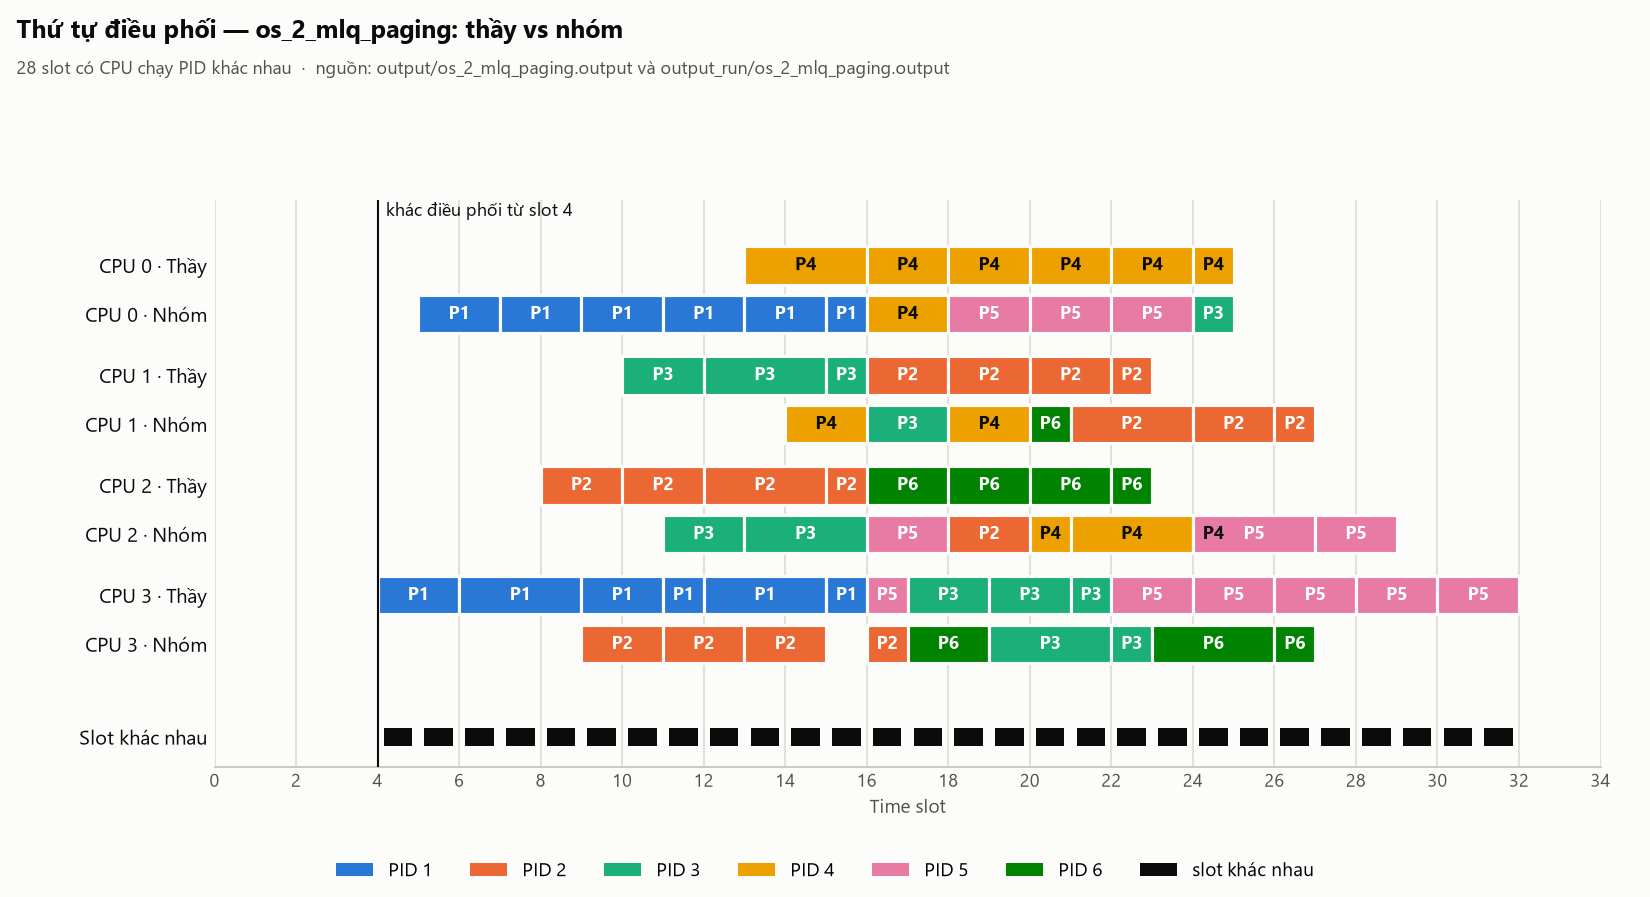 Thứ tự điều phối — os_2_mlq_paging: thầy vs nhóm
28 slot có CPU chạy PID khác nhau · nguồn: output/os_2_mlq_paging.output và output_run/os_2_mlq_paging.output
khác điều phối từ slot 4
CPU 0 · Thầy P4 P4 P4 P4 P4 P4
CPU 0 · Nhóm P1 P1 P1 P1 P1 P1 P4 P5 P5 P5 P3
CPU 1 · Thầy P3 P3 P3 P2 P2 P2 P2
CPU 1 · Nhóm P4 P3 P4 P6 P2 P2 P2
CPU 2 · Thầy P2 P2 P2 P2 P6 P6 P6 P6
CPU 2 · Nhóm P3 P3 P5 P2 P4 P4 P4 P5 P5
CPU 3 · Thầy P1 P1 P1 P1 P1 P1 P5 P3 P3 P3 P5 P5 P5 P5 P5
CPU 3 · Nhóm P2 P2 P2 P2 P6 P3 P3 P6 P6
Slot khác nhau
0 2 4 6 8 10 12 14 16 18 20 22 24 26 28 30 32 34
Time slot
PID 1 PID 2 PID 3 PID 4 PID 5 PID 6 slot khác nhau